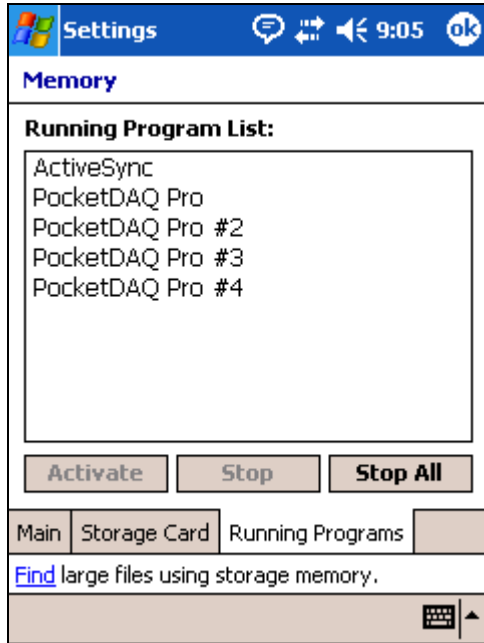 Settings 9:05 ok
Memory
Running Program List:
ActiveSync
PocketDAQ Pro
PocketDAQ Pro #2
PocketDAQ Pro #3
PocketDAQ Pro #4
Activate Stop Stop All
Main Storage Card Running Programs
Find large files using storage memory.